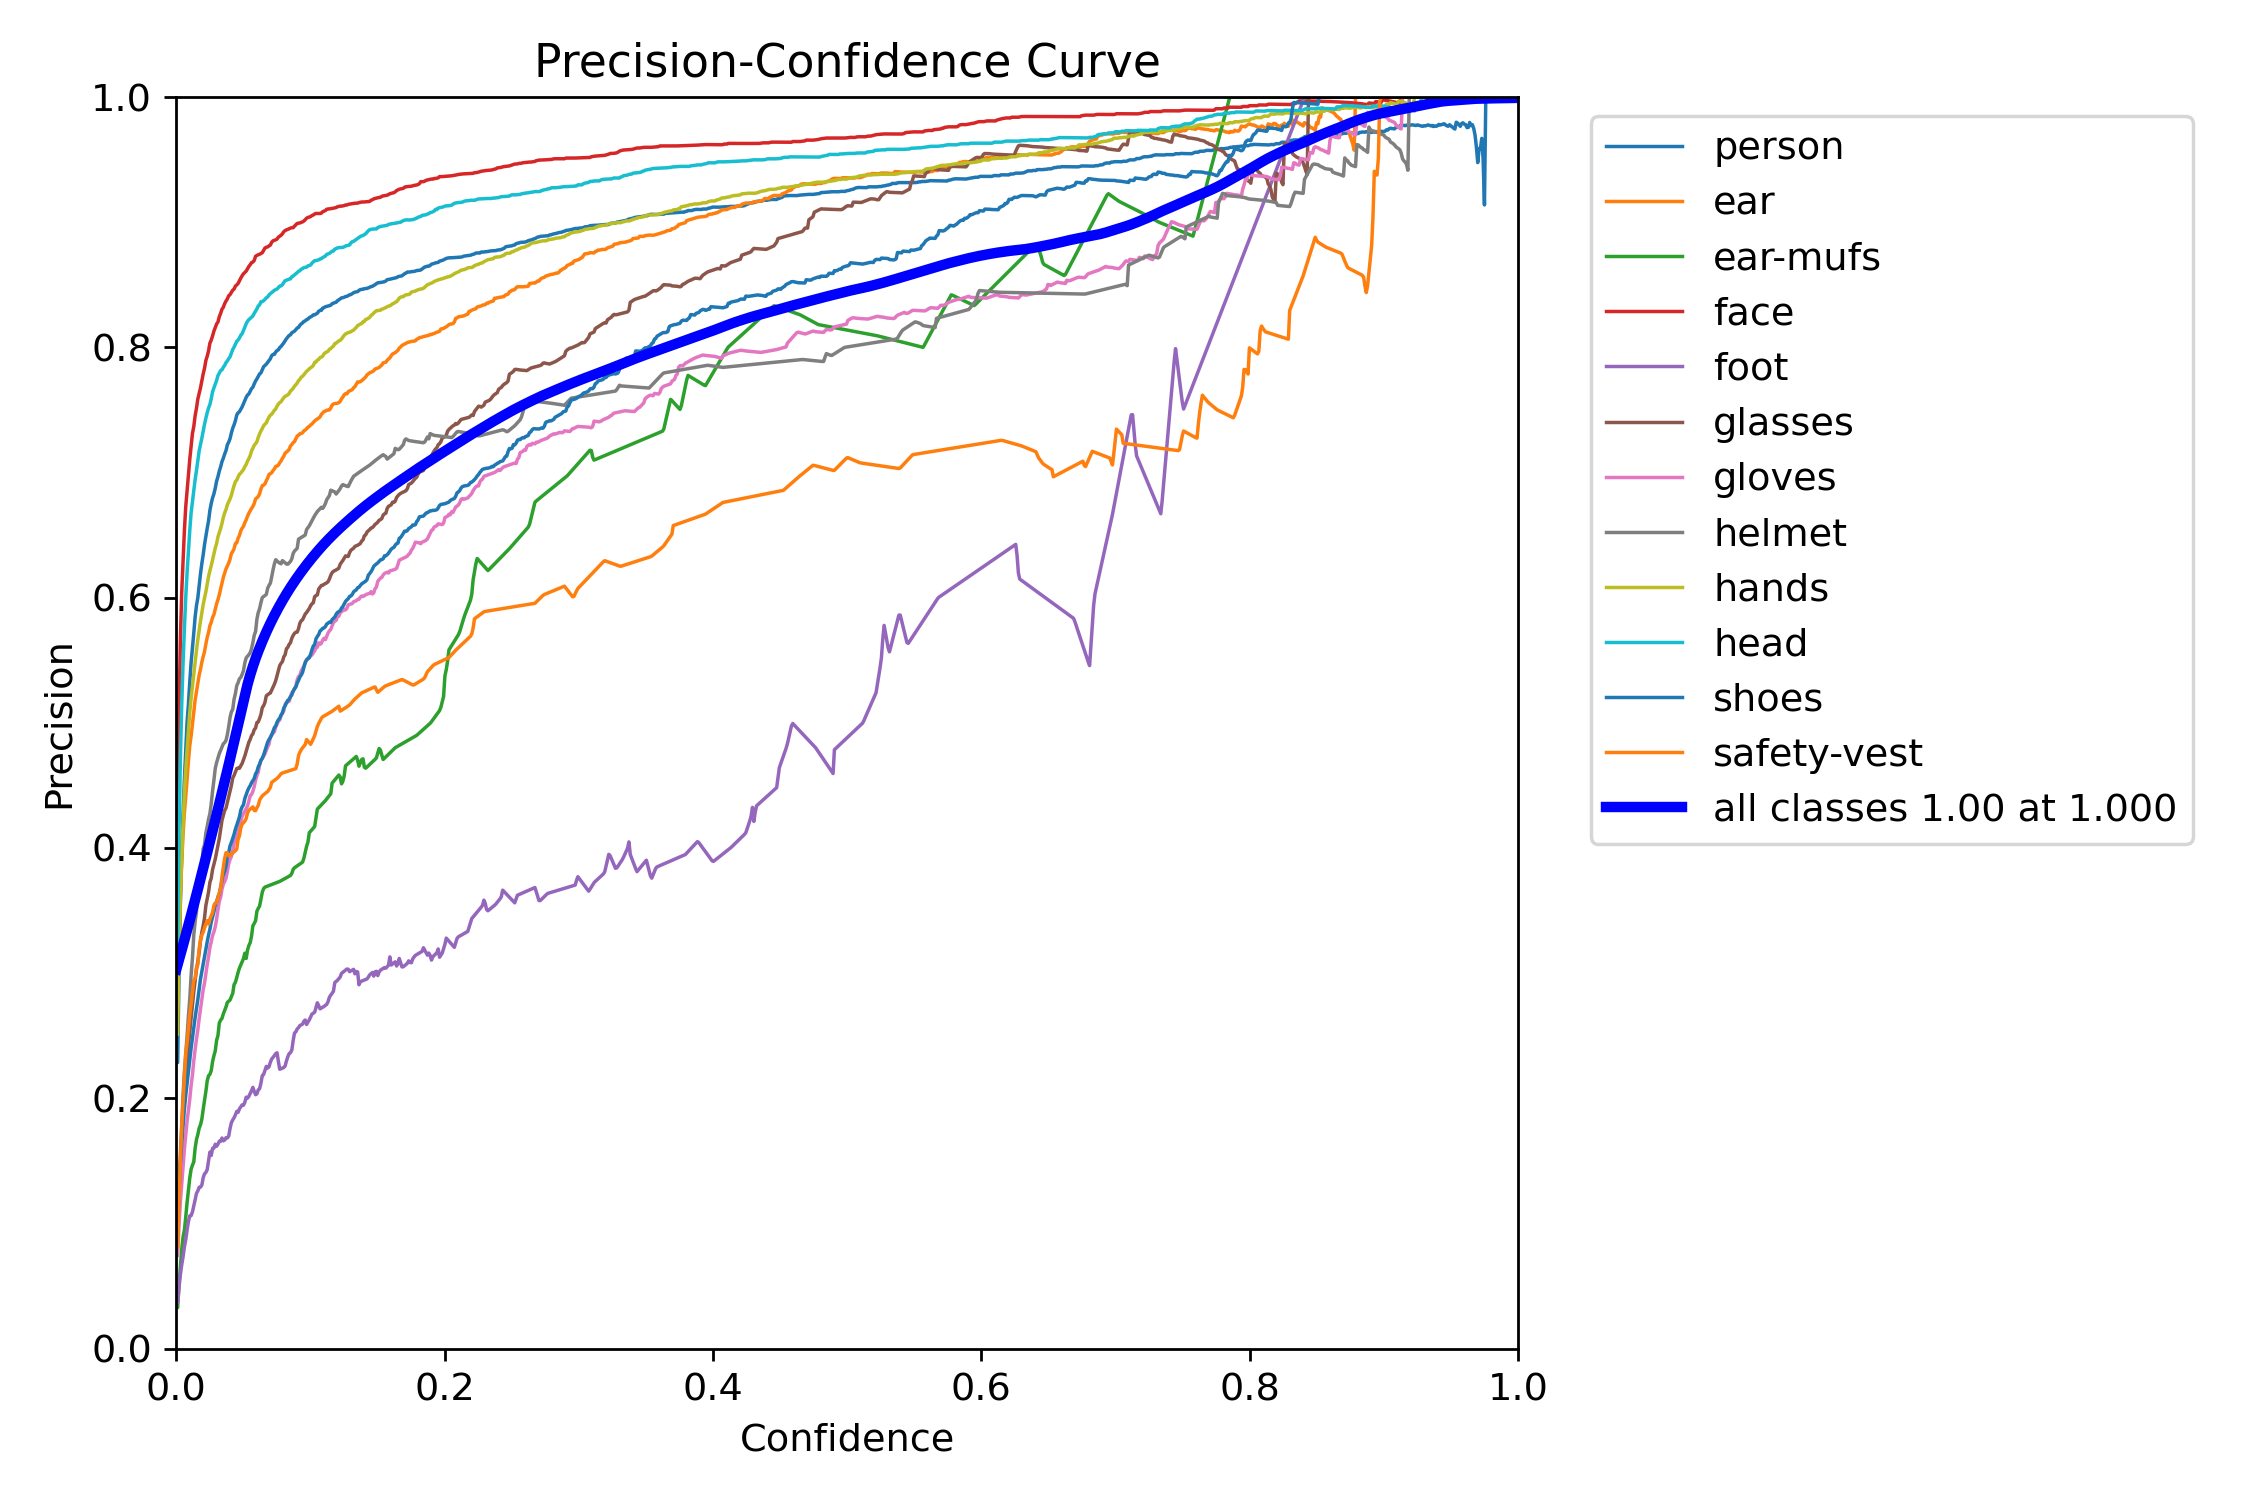 Precision-Confidence Curve
1.0
0.8
0.6
0.4
0.2
0.0
Precision
0.0 0.2 0.4 0.6 0.8 1.0
Confidence
person
ear
ear-mufs
face
foot
glasses
gloves
helmet
hands
head
shoes
safety-vest
all classes 1.00 at 1.000